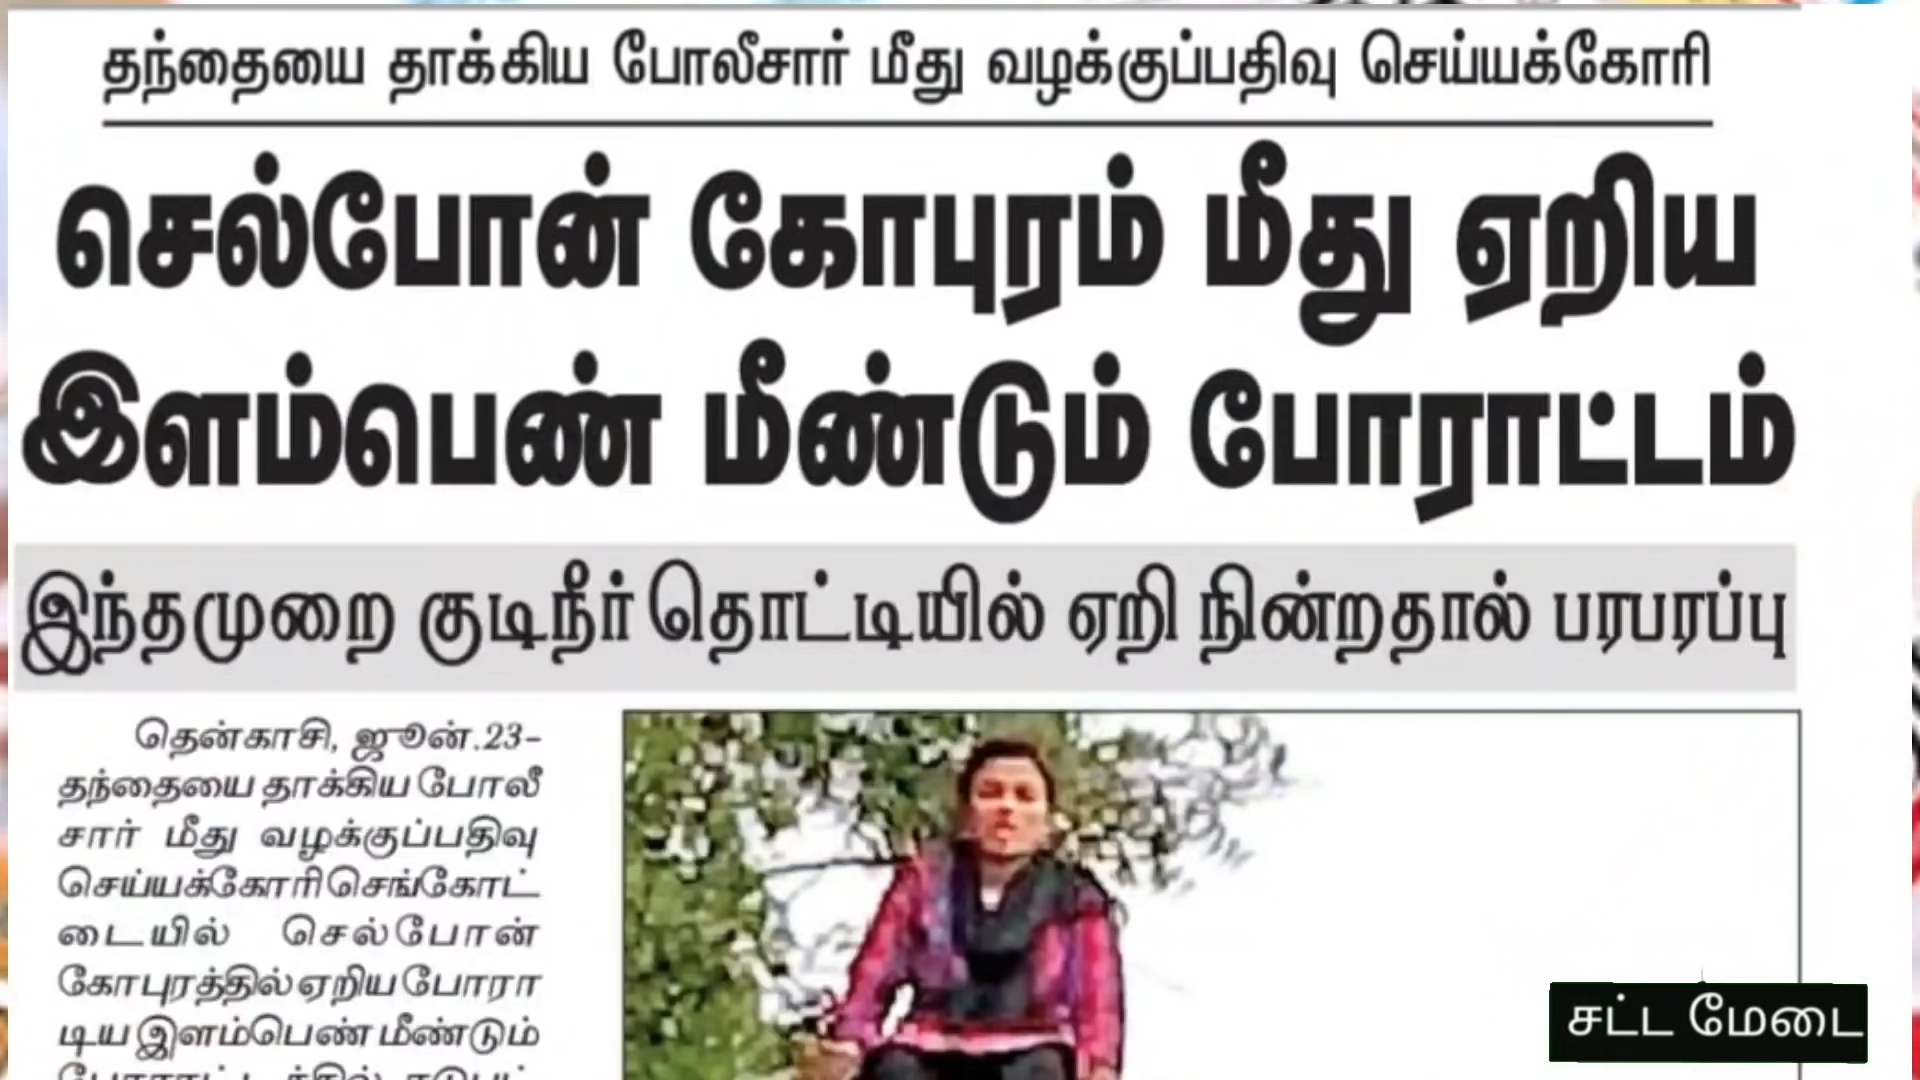 தந்தையை தாக்கிய போலீசார் மீது வழக்குப்பதிவு செய்யக்கோரி
செல்போன் கோபுரம் மீது ஏறிய
இளம்பெண் மீண்டும் போராட்டம்
இந்தமுறை குடிநீர் தொட்டியில் ஏறி நின்றதால் பரபரப்பு
தென்காசி, ஜூன்.23-
தந்தையை தாக்கிய போலீ
சார் மீது வழக்குப்பதிவு
செய்யக்கோரி செங்கோட்
டையில் செல்போன்
கோபுரத்தில் ஏறிய போரா
டிய இளம்பெண் மீண்டும்
சட்ட மேடை